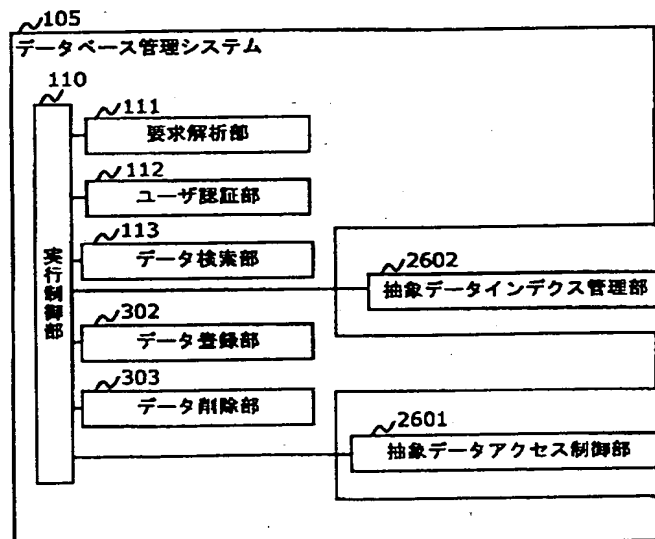 105
データベース管理システム
110
実行制御部
111
要求解析部
112
ユーザ認証部
113
データ検索部
2602
抽象データインデクス管理部
302
データ登録部
303
データ削除部
2601
抽象データアクセス制御部